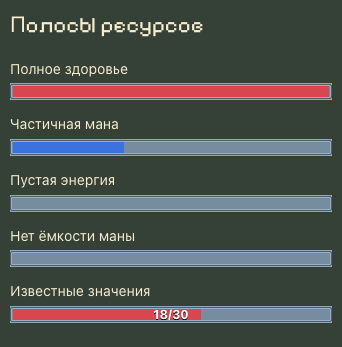 Полосы ресурсов
Полное здоровье
Частичная мана
Пустая энергия
Нет ёмкости маны
Известные значения
18/30